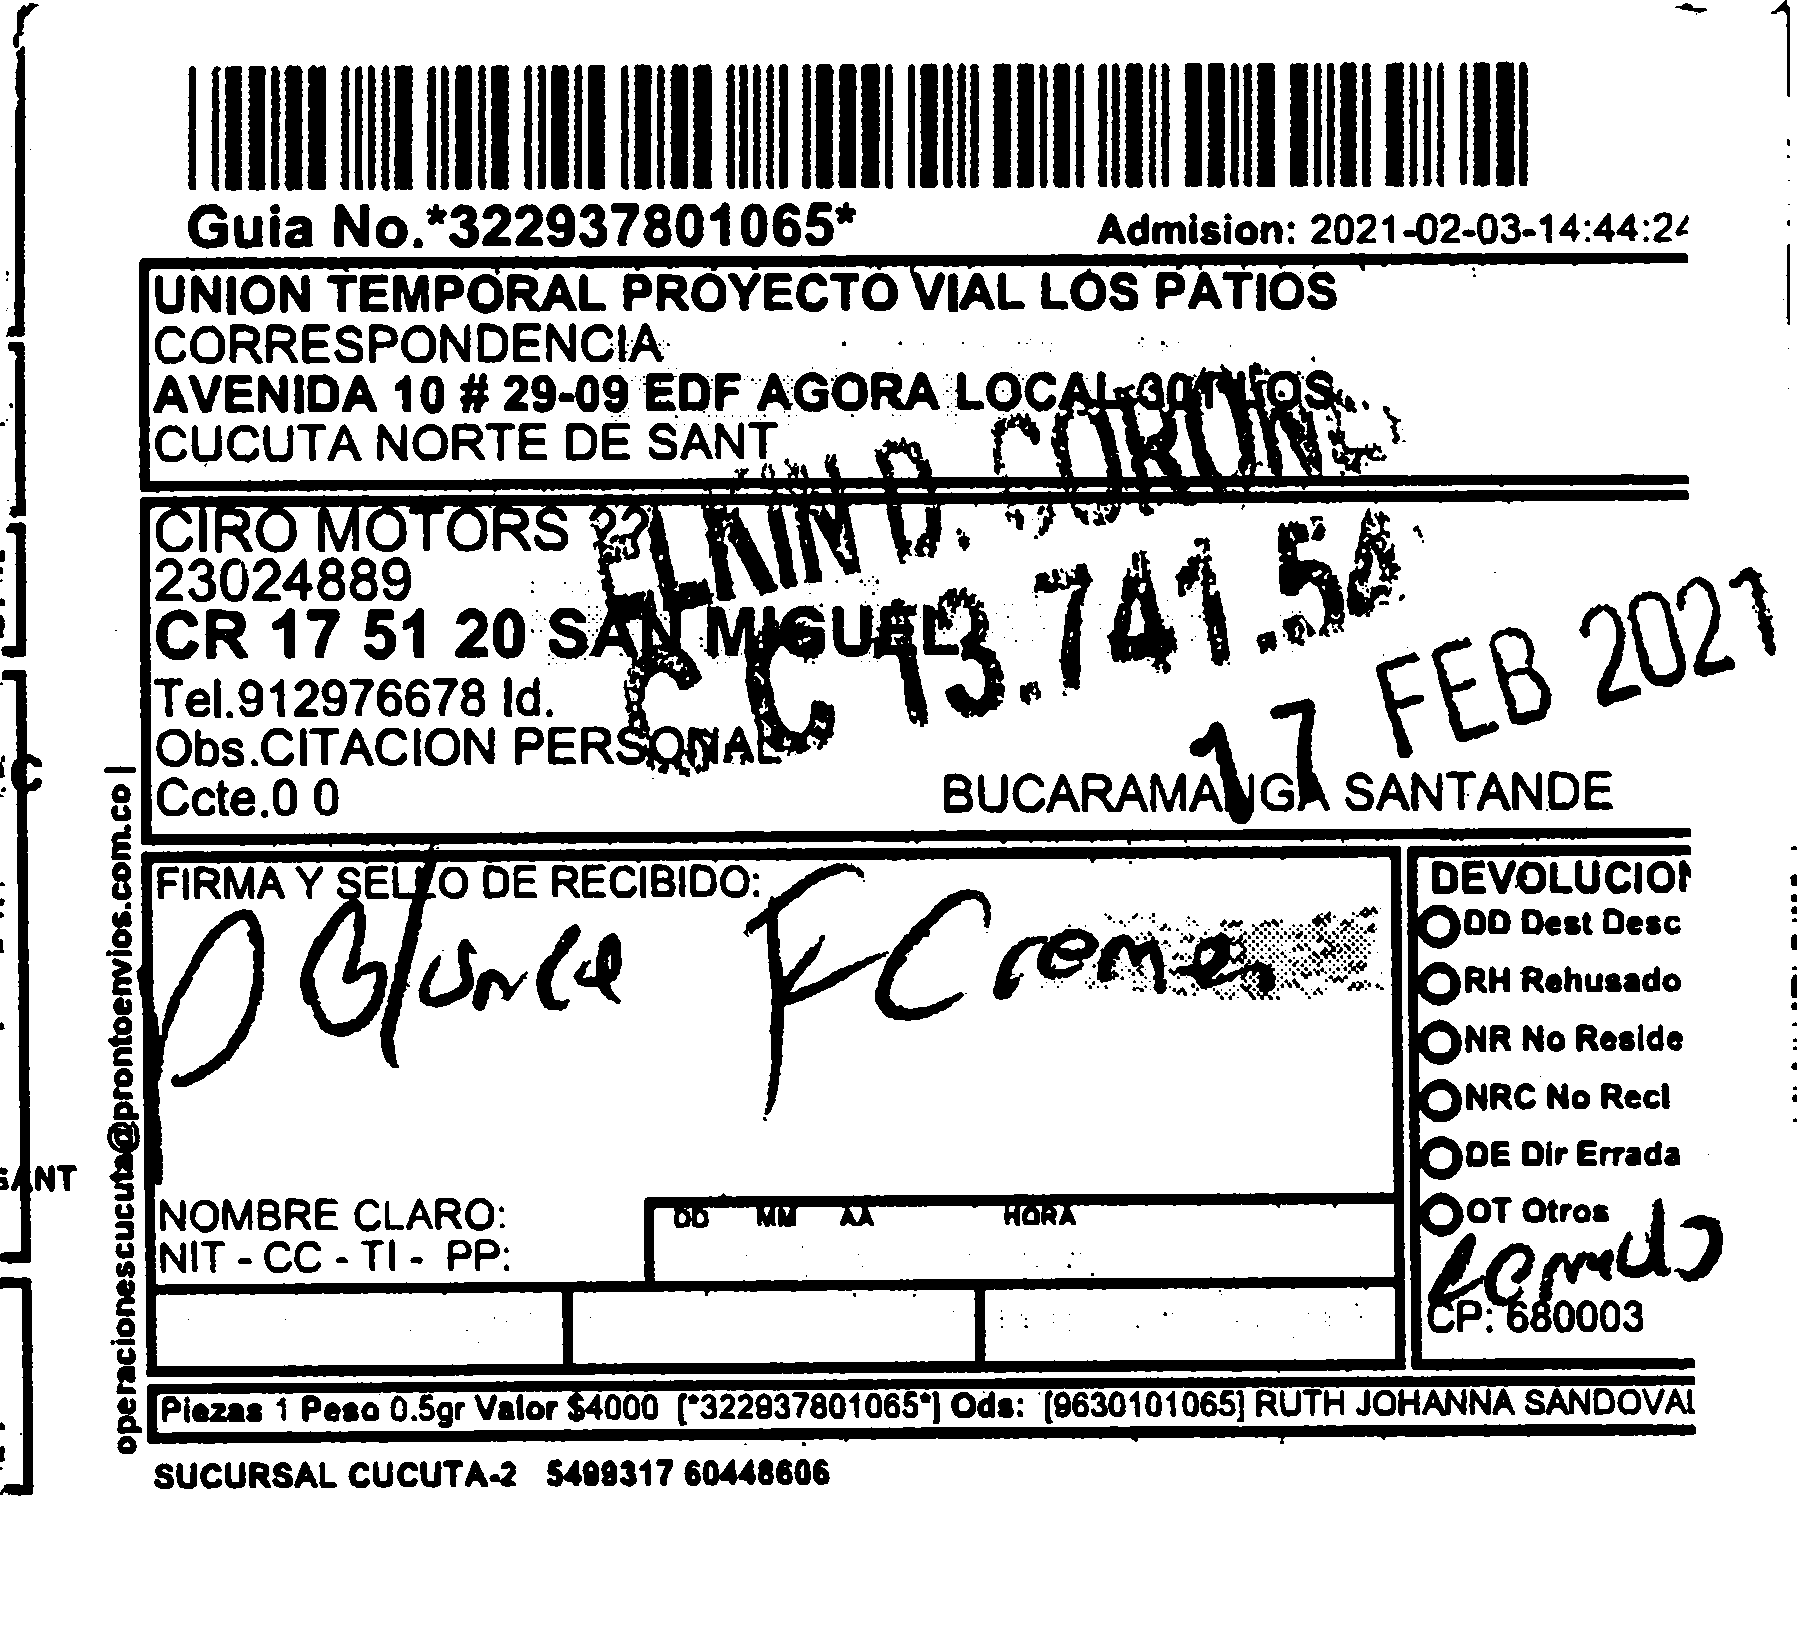 Guia No.*322937801065*
Admision: 2021-02-03-14:44:24
UNION TEMPORAL PROYECTO VIAL LOS PATIOS
CORRESPONDENCIA
AVENIDA 10 # 29-09 EDF AGORA LOCAL 301
CUCUTA NORTE DE SANT
CIRO MOTORS ??
23024889
CR 17 51 20 SAN MIGUEL
Tel.912976678 Id.
Obs.CITACION PERSONAL
Ccte.0 0
BUCARAMANGA SANTANDE
ELKIN D. CORON
C C 13.741.5
17 FEB 2021
operacionescucuta@prontoenvios.com.co |
FIRMA Y SELLO DE RECIBIDO:
NOMBRE CLARO:
NIT - CC - TI - PP:
DD MM AA HORA
DEVOLUCION
DD Dest Desc
RH Rehusado
NR No Reside
NRC No Recl
DE Dir Errada
OT Otros
CP: 680003
Piezas 1 Peso 0.5gr Valor $4000 [*322937801065*] Ods: [9630101065] RUTH JOHANNA SANDOVAL
SUCURSAL CUCUTA-2 5499317 60448606
SANT